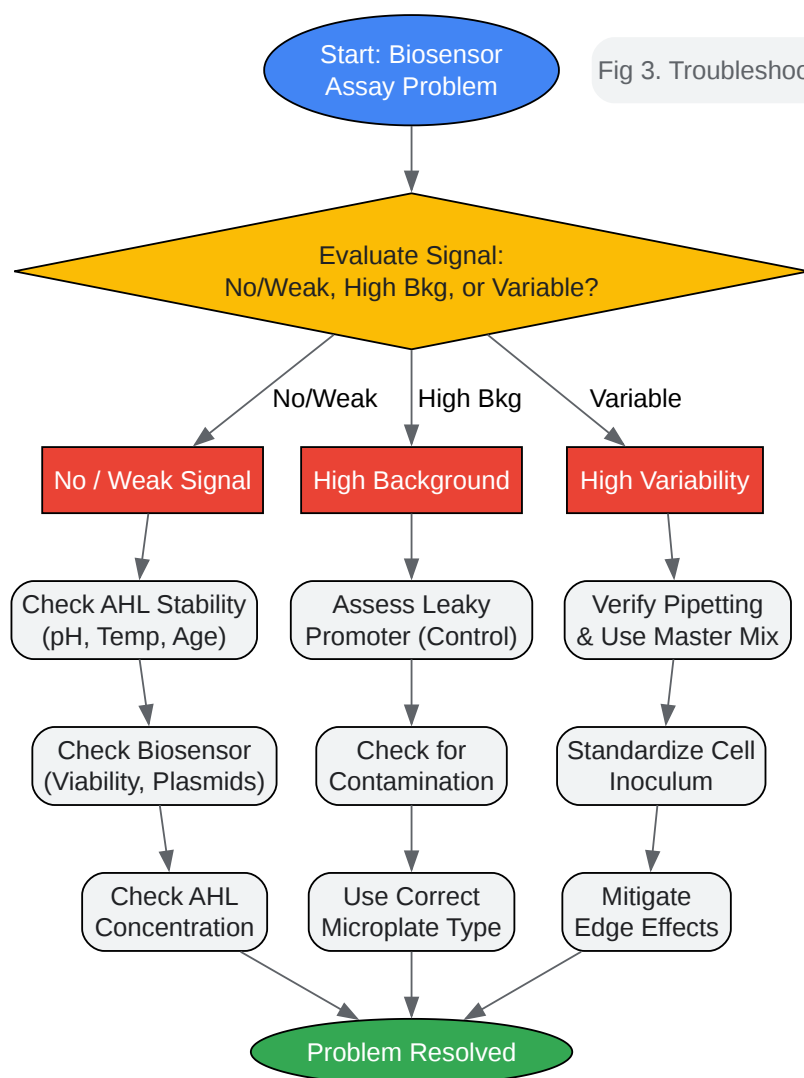 Start: Biosensor
Assay Problem
Fig 3. Troubleshoo
Evaluate Signal:
No/Weak, High Bkg, or Variable?
No/Weak
High Bkg
Variable
No / Weak Signal
High Background
High Variability
Check AHL Stability
(pH, Temp, Age)
Assess Leaky
Promoter (Control)
Verify Pipetting
& Use Master Mix
Check Biosensor
(Viability, Plasmids)
Check for
Contamination
Standardize Cell
Inoculum
Check AHL
Concentration
Use Correct
Microplate Type
Mitigate
Edge Effects
Problem Resolved